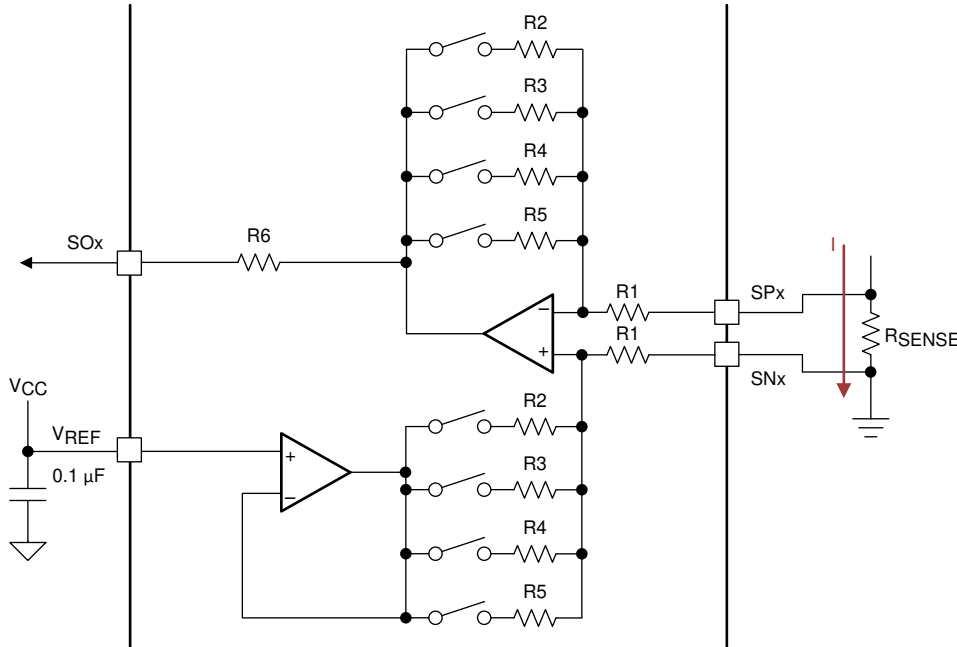 R2
R3
R4
R5
SOx
R6
I
SPx
R1
R1
RSENSE
SNx
VCC
VREF
0.1 µF
+
−
−
+
R2
R3
R4
R5